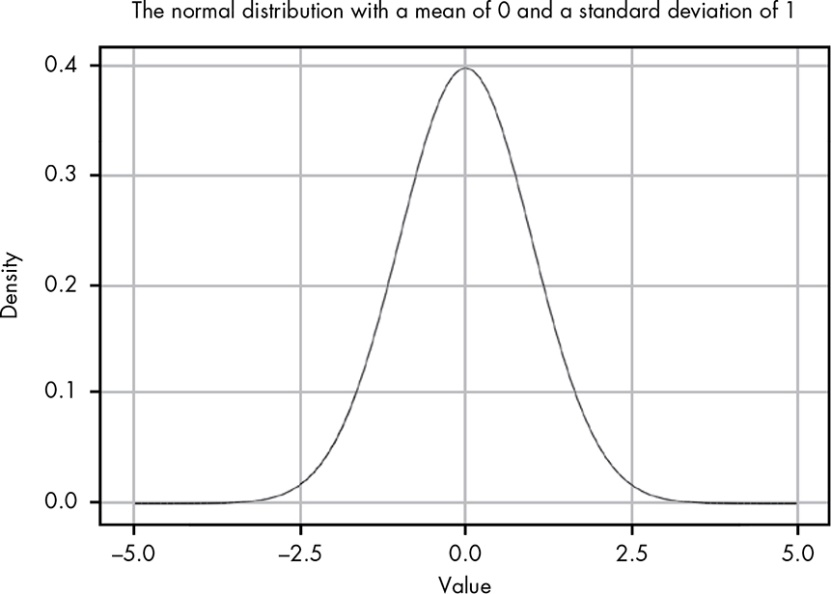 The normal distribution with a mean of 0 and a standard deviation of 1
0.4
0.3
0.2
0.1
0.0
Density
–5.0 –2.5 0.0 2.5 5.0
Value